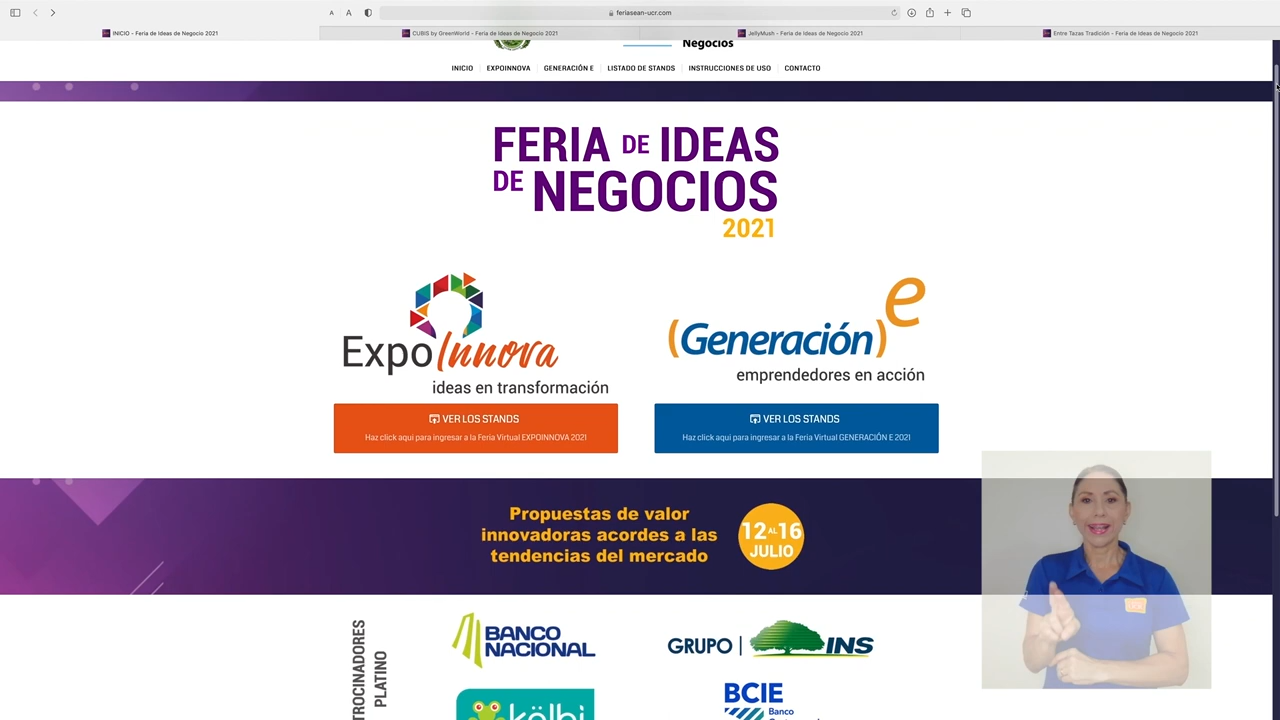 feriasean-ucr.com
INICIO - Feria de Ideas de Negocio 2021
CUBIS by GreenWorld - Feria de Ideas de Negocio 2021
JellyMush - Feria de Ideas de Negocio 2021
Entre Tazas Tradición - Feria de Ideas de Negocio 2021
Negocios
INICIO
EXPOINNOVA
GENERACIÓN E
LISTADO DE STANDS
INSTRUCCIONES DE USO
CONTACTO
FERIA DE IDEAS
DE NEGOCIOS
2021
ExpoInnova
ideas en transformación
(Generación)e
emprendedores en acción
VER LOS STANDS
Haz click aquí para ingresar a la Feria Virtual EXPOINNOVA 2021
VER LOS STANDS
Haz click aquí para ingresar a la Feria Virtual GENERACIÓN E 2021
Propuestas de valor
innovadoras acordes a las
tendencias del mercado
12 AL 16
JULIO
TROCINADORES
PLATINO
BANCO
NACIONAL
GRUPO | INS
kölbi
BCIE
Banco